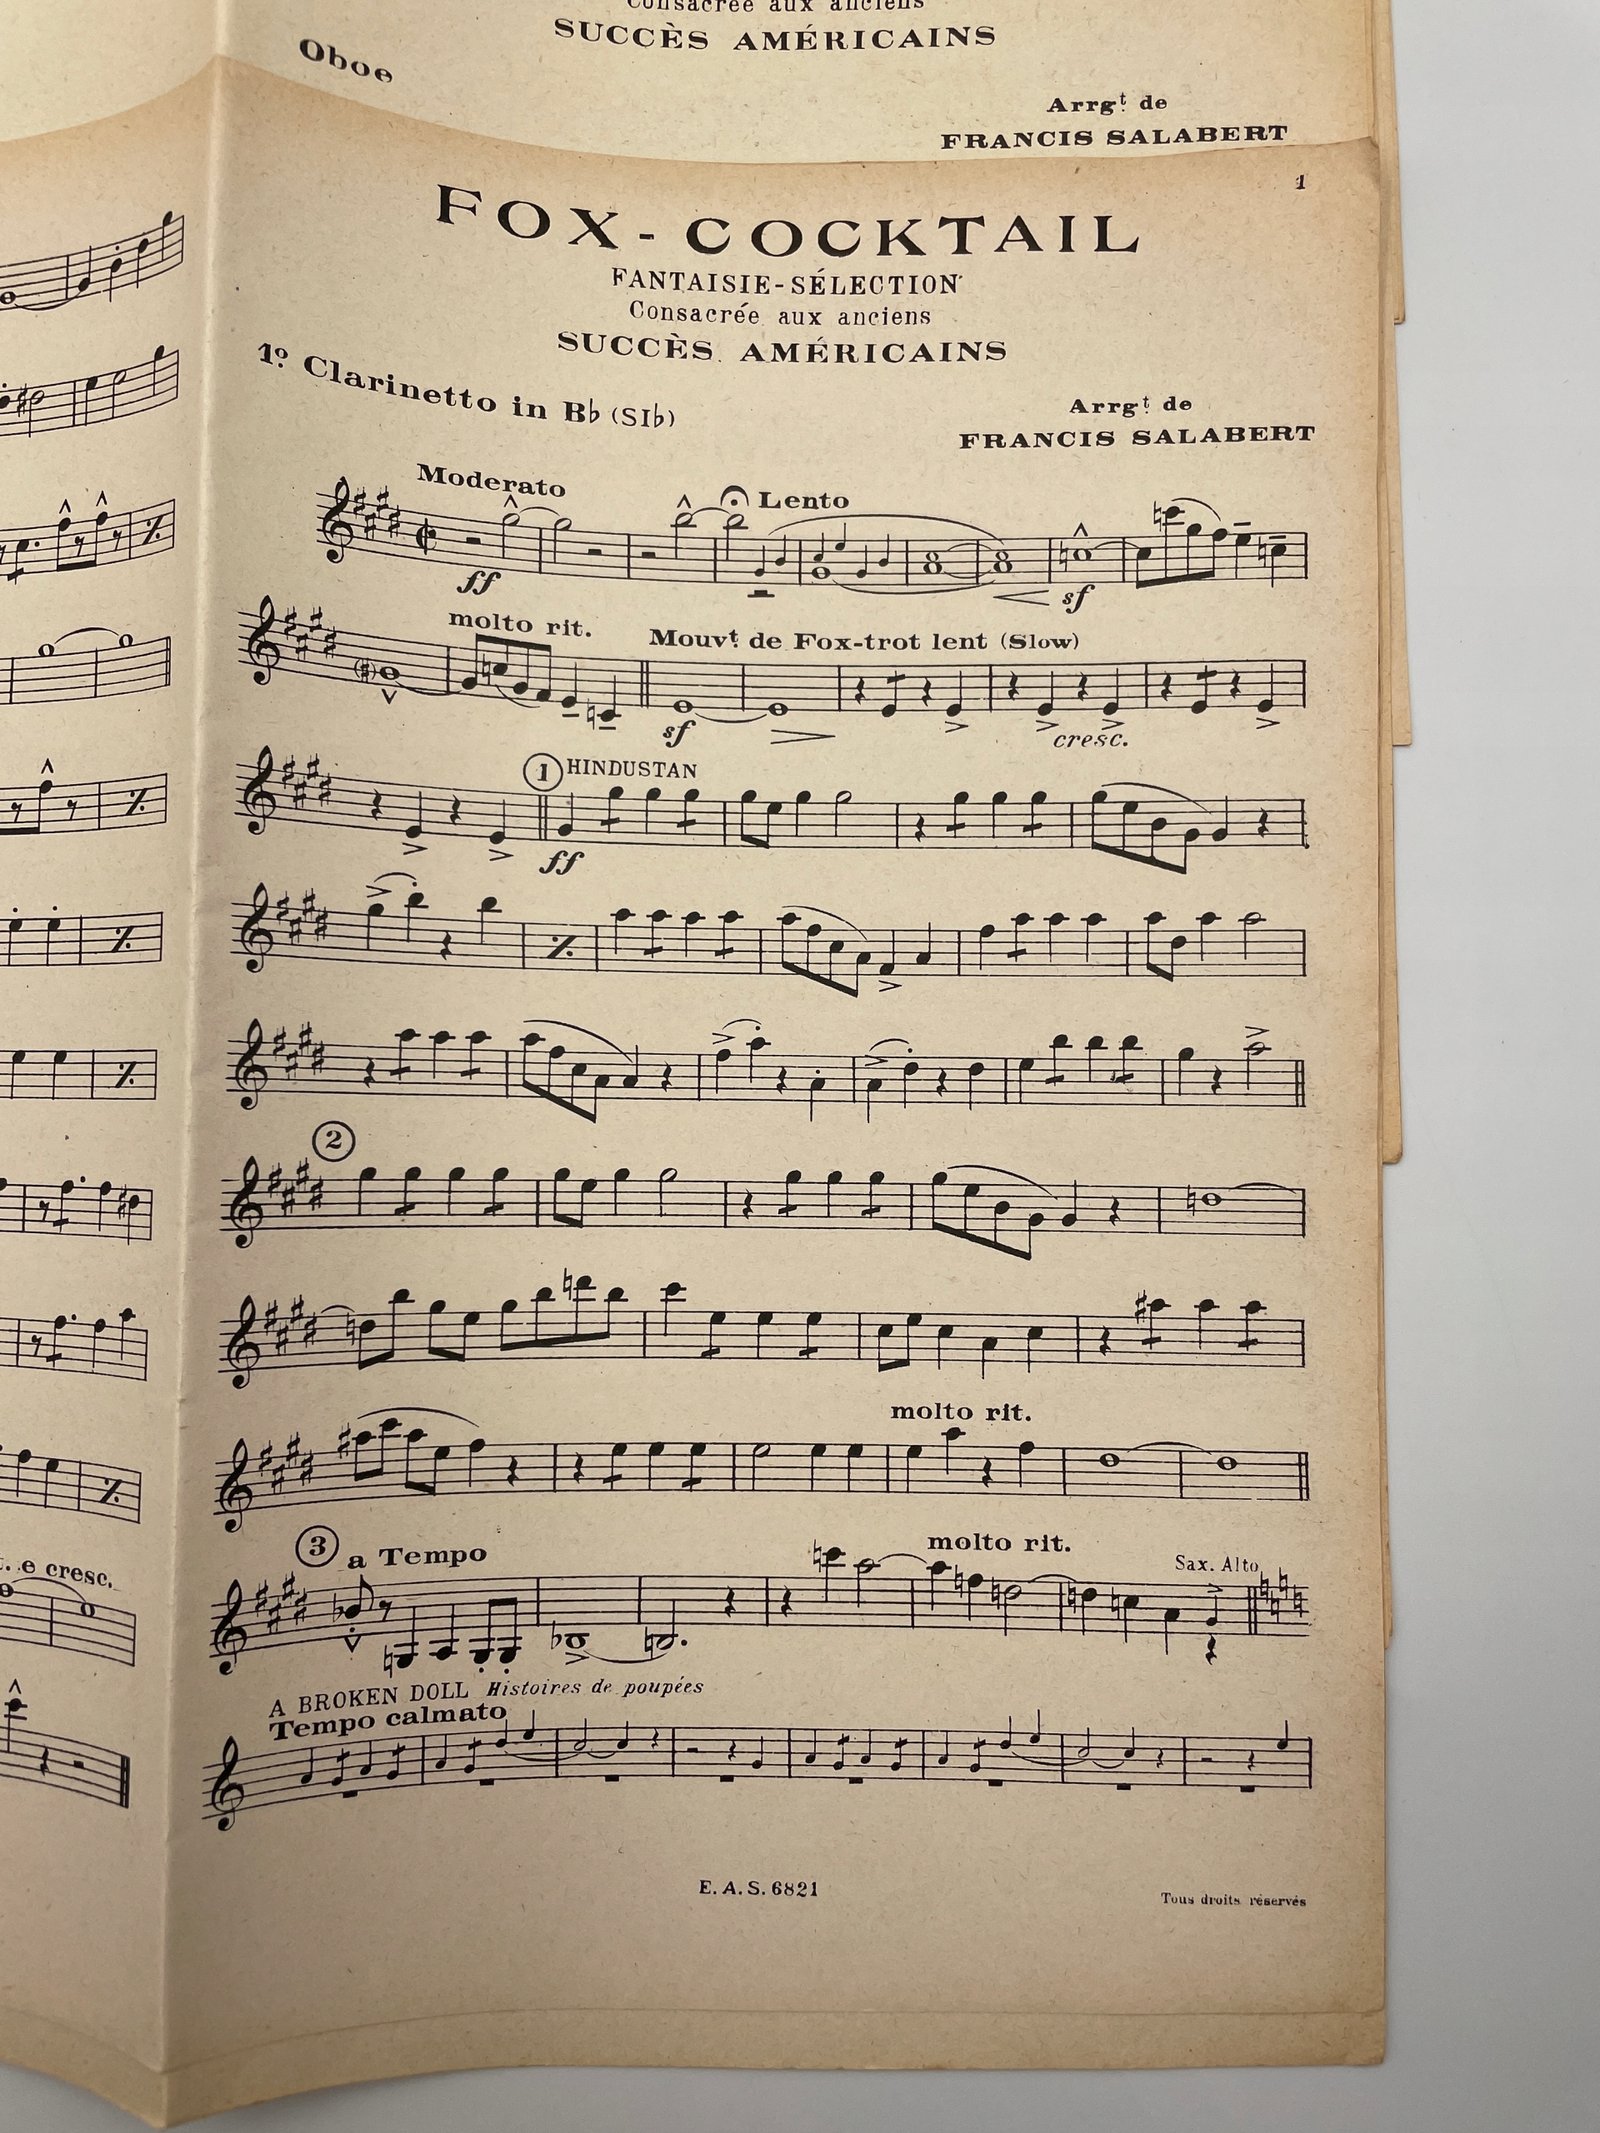 Consacrée aux anciens
SUCCÈS AMÉRICAINS
Oboe
Arrgt. de
FRANCIS SALABERT
1
FOX-COCKTAIL
FANTAISIE-SÉLECTION
Consacrée aux anciens
SUCCÈS AMÉRICAINS
1o. Clarinetto in B♭ (SI♭)
Arrgt. de
FRANCIS SALABERT
Moderato
Lento
ff
sf
molto rit.
Mouvt. de Fox-trot lent (Slow)
sf
cresc.
1 HINDUSTAN
ff
2
molto rit.
3 a Tempo
molto rit.
Sax. Alto
e cresc.
A BROKEN DOLL Histoires de poupées
Tempo calmato
E. A. S. 6821
Tous droits réservés